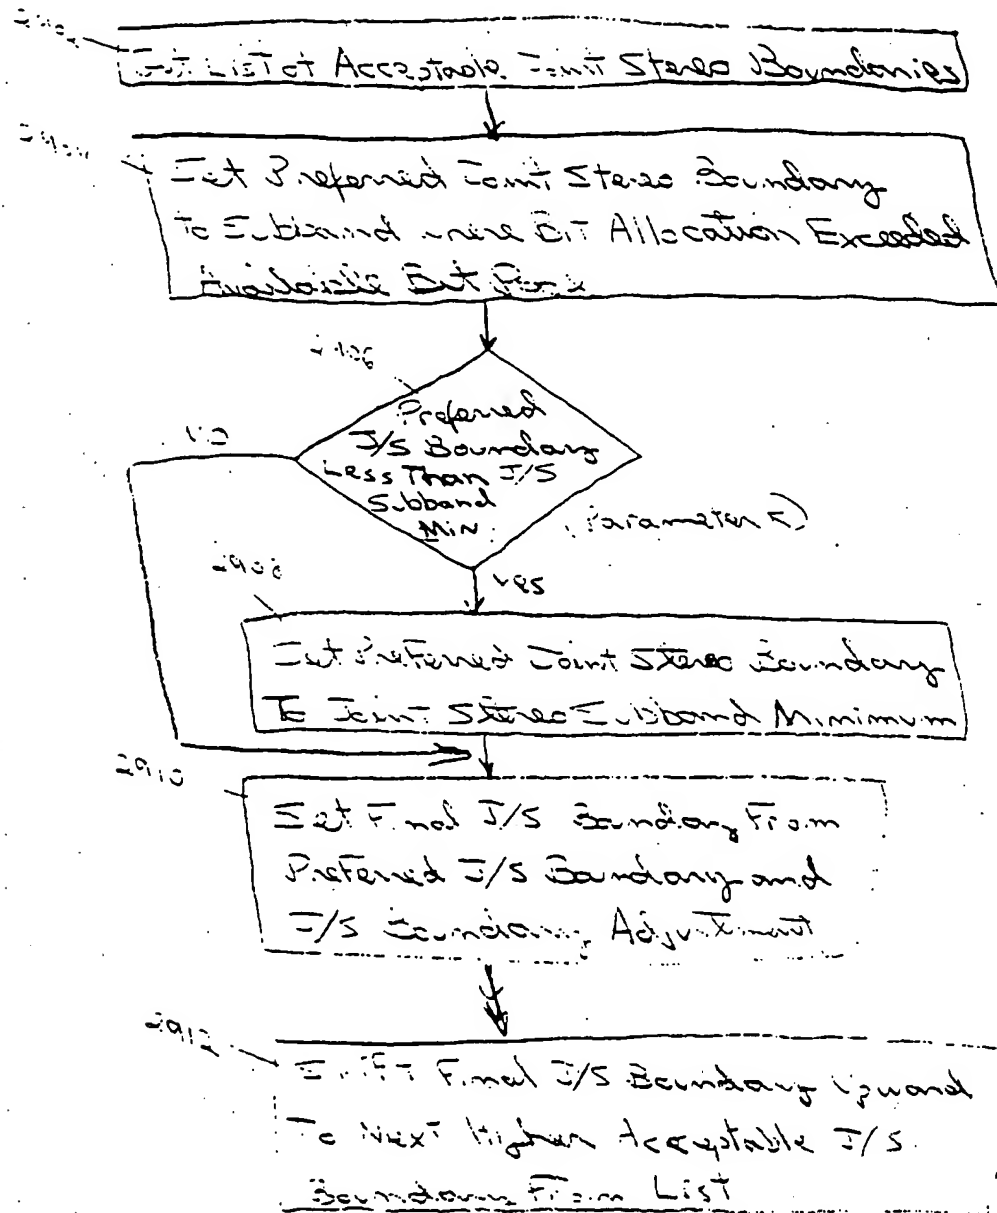 List of Acceptable Joint Stereo Boundaries
Set Preferred Joint Stereo Boundary
To Subband where Bit Allocation Exceeded
Available Bit
Preferred
J/S Boundary
Less Than J/S
Subband
Min
(Parameter
NO
yes
2908
Set Preferred Joint Stereo Boundary
To Joint Stereo Subband Minimum
2910
Set Final J/S Boundary From
Preferred J/S Boundary and
J/S Boundary Adjustment
2912
Shift Final J/S Boundary Upward
To Next Higher Acceptable J/S
Boundary From List